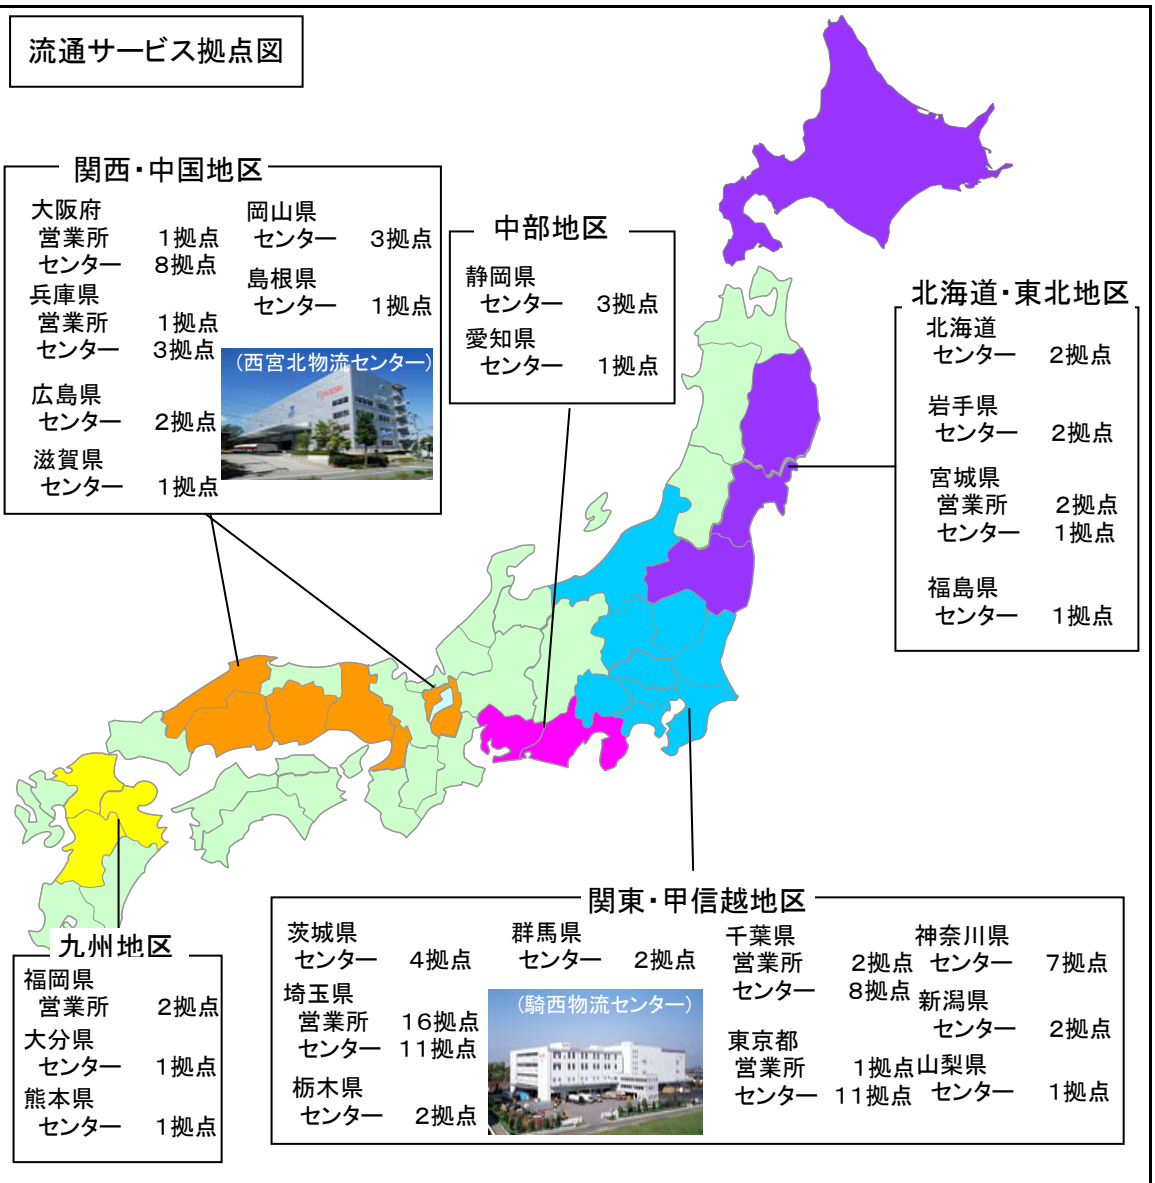 流通サービス拠点図
関西・中国地区
大阪府
営業所 1拠点
センター 8拠点
兵庫県
営業所 1拠点
センター 3拠点
広島県
センター 2拠点
滋賀県
センター 1拠点
岡山県
センター 3拠点
島根県
センター 1拠点
(西宮北物流センター)
中部地区
静岡県
センター 3拠点
愛知県
センター 1拠点
北海道・東北地区
北海道
センター 2拠点
岩手県
センター 2拠点
宮城県
営業所 2拠点
センター 1拠点
福島県
センター 1拠点
九州地区
福岡県
営業所 2拠点
大分県
センター 1拠点
熊本県
センター 1拠点
関東・甲信越地区
茨城県
センター 4拠点
埼玉県
営業所 16拠点
センター 11拠点
栃木県
センター 2拠点
群馬県
センター 2拠点
(騎西物流センター)
千葉県
営業所 2拠点
センター 8拠点
東京都
営業所 1拠点
センター 11拠点
神奈川県
センター 7拠点
新潟県
センター 2拠点
山梨県
センター 1拠点